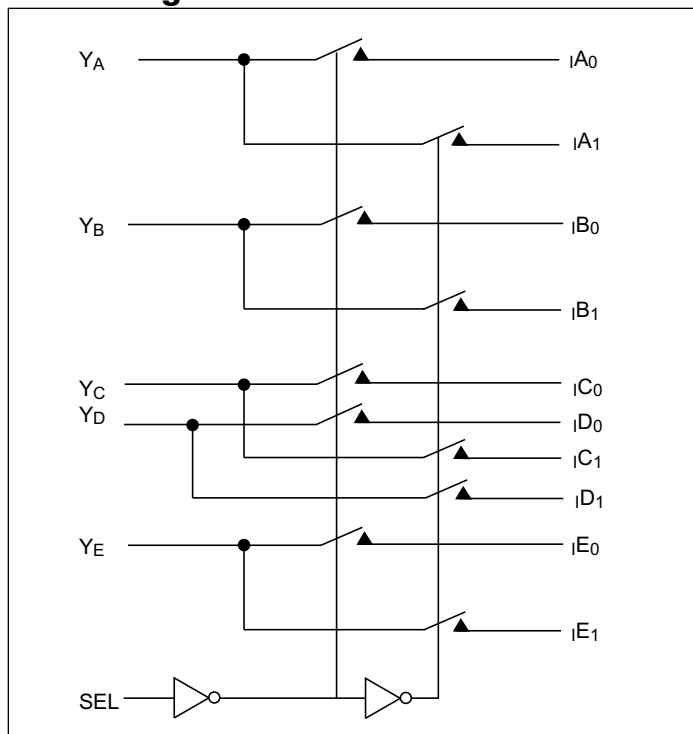 YA IA0
IA1
YB IB0
IB1
YC IC0
YD ID0
IC1
ID1
YE IE0
IE1
SEL